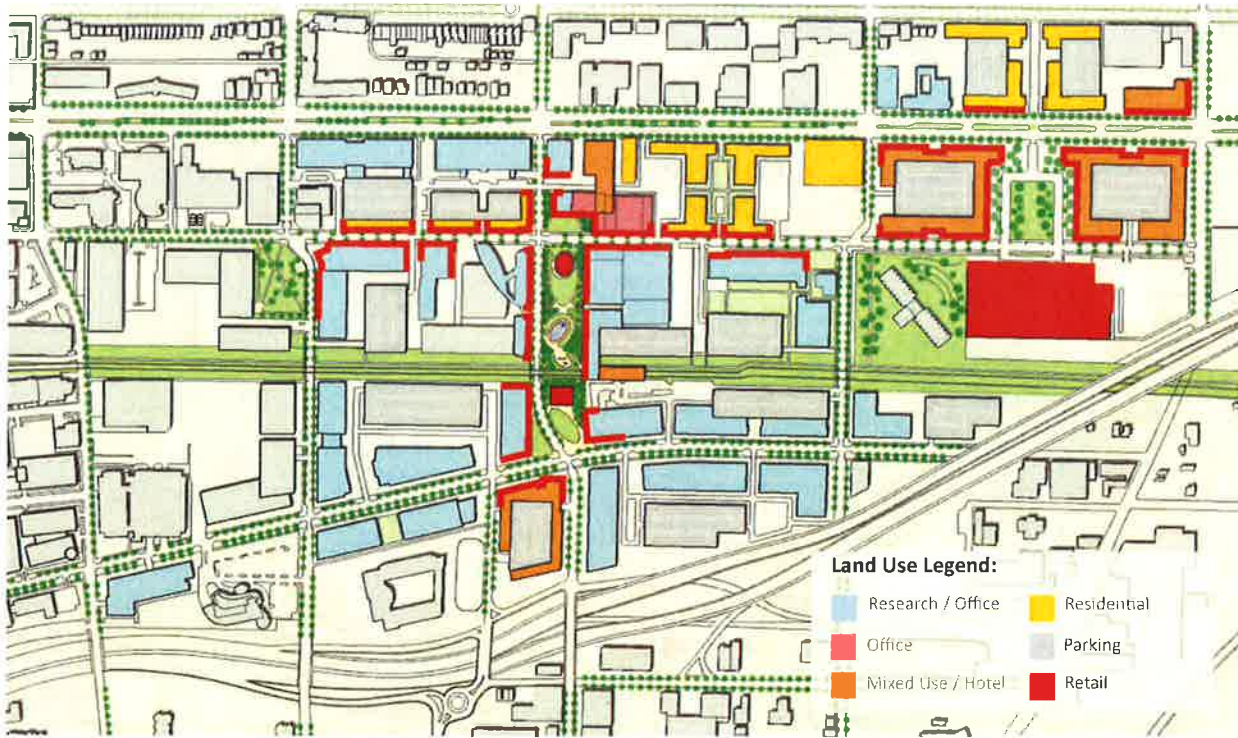 Land Use Legend:
Research / Office
Residential
Office
Parking
Mixed Use / Hotel
Retail